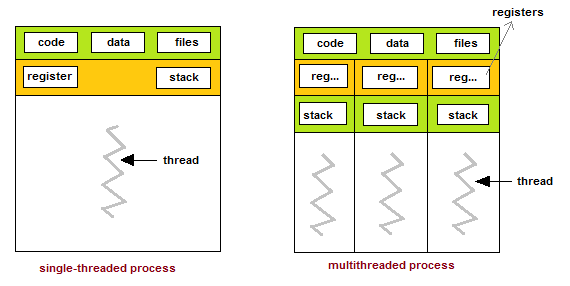 registers
code data files
register stack
thread
single-threaded process
code data files
reg... reg... reg...
stack stack stack
thread
multithreaded process